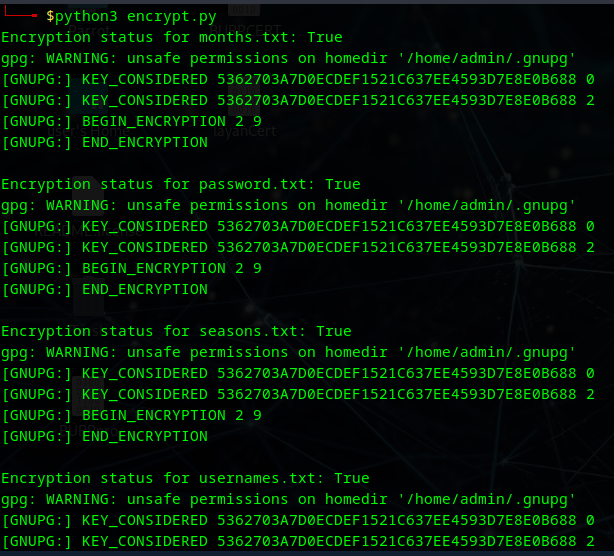 $python3 encrypt.py
Encryption status for months.txt: True
gpg: WARNING: unsafe permissions on homedir '/home/admin/.gnupg'
[GNUPG:] KEY_CONSIDERED 5362703A7D0ECDEF1521C637EE4593D7E8E0B688 0
[GNUPG:] KEY_CONSIDERED 5362703A7D0ECDEF1521C637EE4593D7E8E0B688 2
[GNUPG:] BEGIN_ENCRYPTION 2 9
[GNUPG:] END_ENCRYPTION
Encryption status for password.txt: True
gpg: WARNING: unsafe permissions on homedir '/home/admin/.gnupg'
[GNUPG:] KEY_CONSIDERED 5362703A7D0ECDEF1521C637EE4593D7E8E0B688 0
[GNUPG:] KEY_CONSIDERED 5362703A7D0ECDEF1521C637EE4593D7E8E0B688 2
[GNUPG:] BEGIN_ENCRYPTION 2 9
[GNUPG:] END_ENCRYPTION
Encryption status for seasons.txt: True
gpg: WARNING: unsafe permissions on homedir '/home/admin/.gnupg'
[GNUPG:] KEY_CONSIDERED 5362703A7D0ECDEF1521C637EE4593D7E8E0B688 0
[GNUPG:] KEY_CONSIDERED 5362703A7D0ECDEF1521C637EE4593D7E8E0B688 2
[GNUPG:] BEGIN_ENCRYPTION 2 9
[GNUPG:] END_ENCRYPTION
Encryption status for usernames.txt: True
gpg: WARNING: unsafe permissions on homedir '/home/admin/.gnupg'
[GNUPG:] KEY_CONSIDERED 5362703A7D0ECDEF1521C637EE4593D7E8E0B688 0
[GNUPG:] KEY_CONSIDERED 5362703A7D0ECDEF1521C637EE4593D7E8E0B688 2